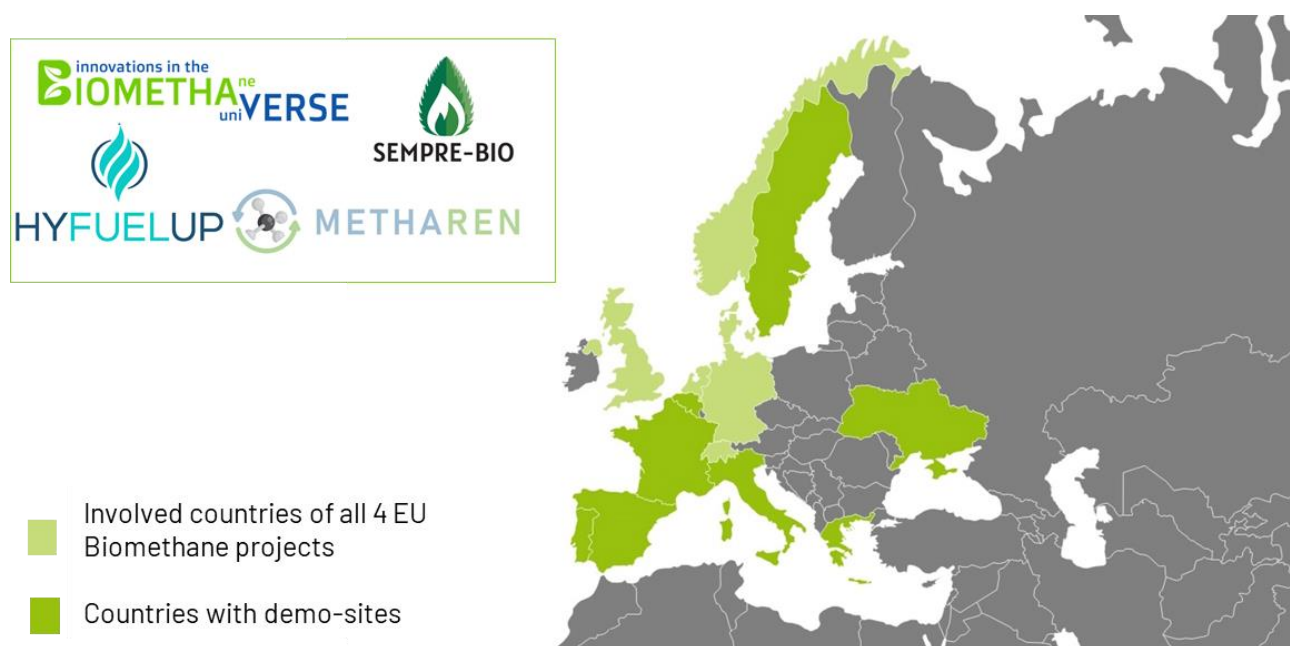 innovations in the
BIOMETHAne
uniVERSE
SEMPRE-BIO
HYFUELUP
METHAREN
Involved countries of all 4 EU
Biomethane projects
Countries with demo-sites